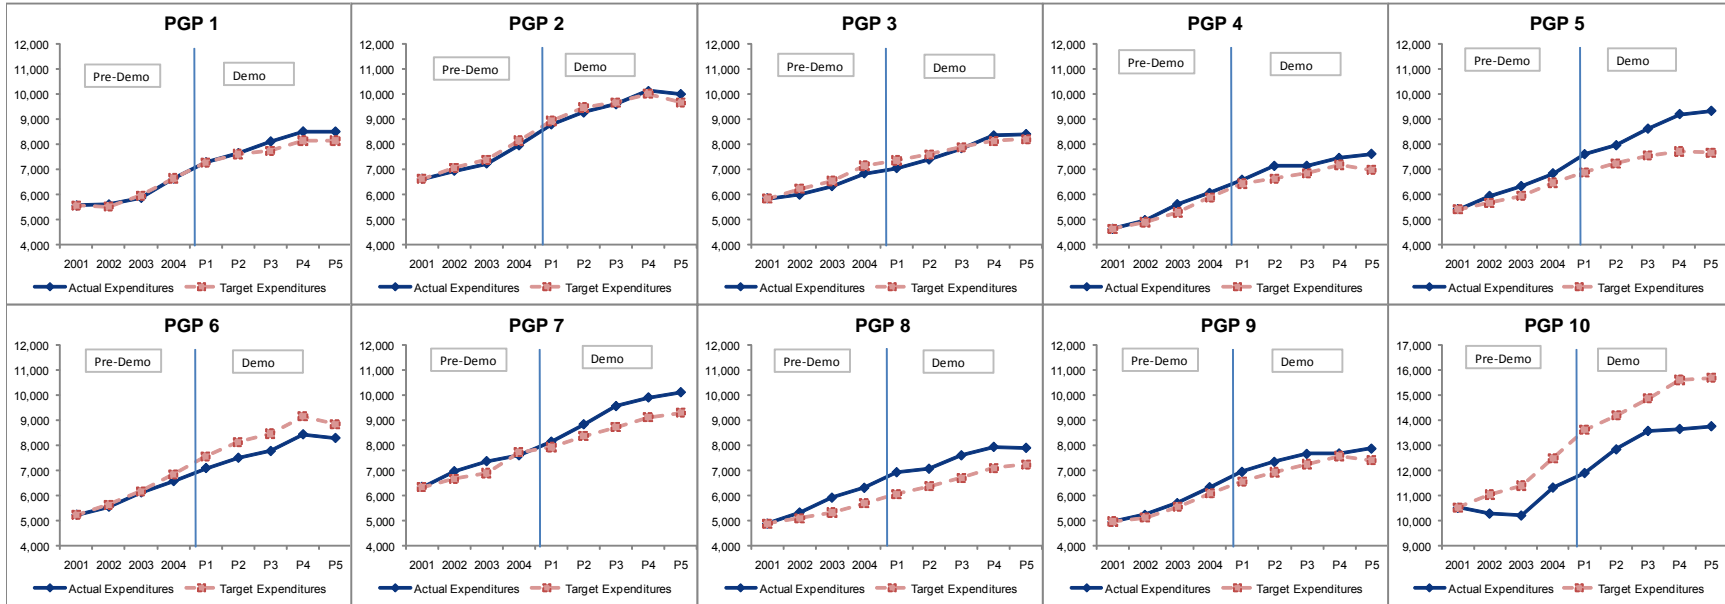 PGP 1
12,000
11,000
10,000
9,000
8,000
7,000
6,000
5,000
4,000
Pre-Demo
Demo
2001 2002 2003 2004 P1 P2 P3 P4 P5
Actual Expenditures Target Expenditures
PGP 2
12,000
11,000
10,000
9,000
8,000
7,000
6,000
5,000
4,000
Pre-Demo
Demo
2001 2002 2003 2004 P1 P2 P3 P4 P5
Actual Expenditures Target Expenditures
PGP 3
12,000
11,000
10,000
9,000
8,000
7,000
6,000
5,000
4,000
Pre-Demo
Demo
2001 2002 2003 2004 P1 P2 P3 P4 P5
Actual Expenditures Target Expenditures
PGP 4
12,000
11,000
10,000
9,000
8,000
7,000
6,000
5,000
4,000
Pre-Demo
Demo
2001 2002 2003 2004 P1 P2 P3 P4 P5
Actual Expenditures Target Expenditures
PGP 5
12,000
11,000
10,000
9,000
8,000
7,000
6,000
5,000
4,000
Pre-Demo
Demo
2001 2002 2003 2004 P1 P2 P3 P4 P5
Actual Expenditures Target Expenditures
PGP 6
12,000
11,000
10,000
9,000
8,000
7,000
6,000
5,000
4,000
Pre-Demo
Demo
2001 2002 2003 2004 P1 P2 P3 P4 P5
Actual Expenditures Target Expenditures
PGP 7
12,000
11,000
10,000
9,000
8,000
7,000
6,000
5,000
4,000
Pre-Demo
Demo
2001 2002 2003 2004 P1 P2 P3 P4 P5
Actual Expenditures Target Expenditures
PGP 8
12,000
11,000
10,000
9,000
8,000
7,000
6,000
5,000
4,000
Pre-Demo
Demo
2001 2002 2003 2004 P1 P2 P3 P4 P5
Actual Expenditures Target Expenditures
PGP 9
12,000
11,000
10,000
9,000
8,000
7,000
6,000
5,000
4,000
Pre-Demo
Demo
2001 2002 2003 2004 P1 P2 P3 P4 P5
Actual Expenditures Target Expenditures
PGP 10
17,000
16,000
15,000
14,000
13,000
12,000
11,000
10,000
9,000
Pre-Demo
Demo
2001 2002 2003 2004 P1 P2 P3 P4 P5
Actual Expenditures Target Expenditures